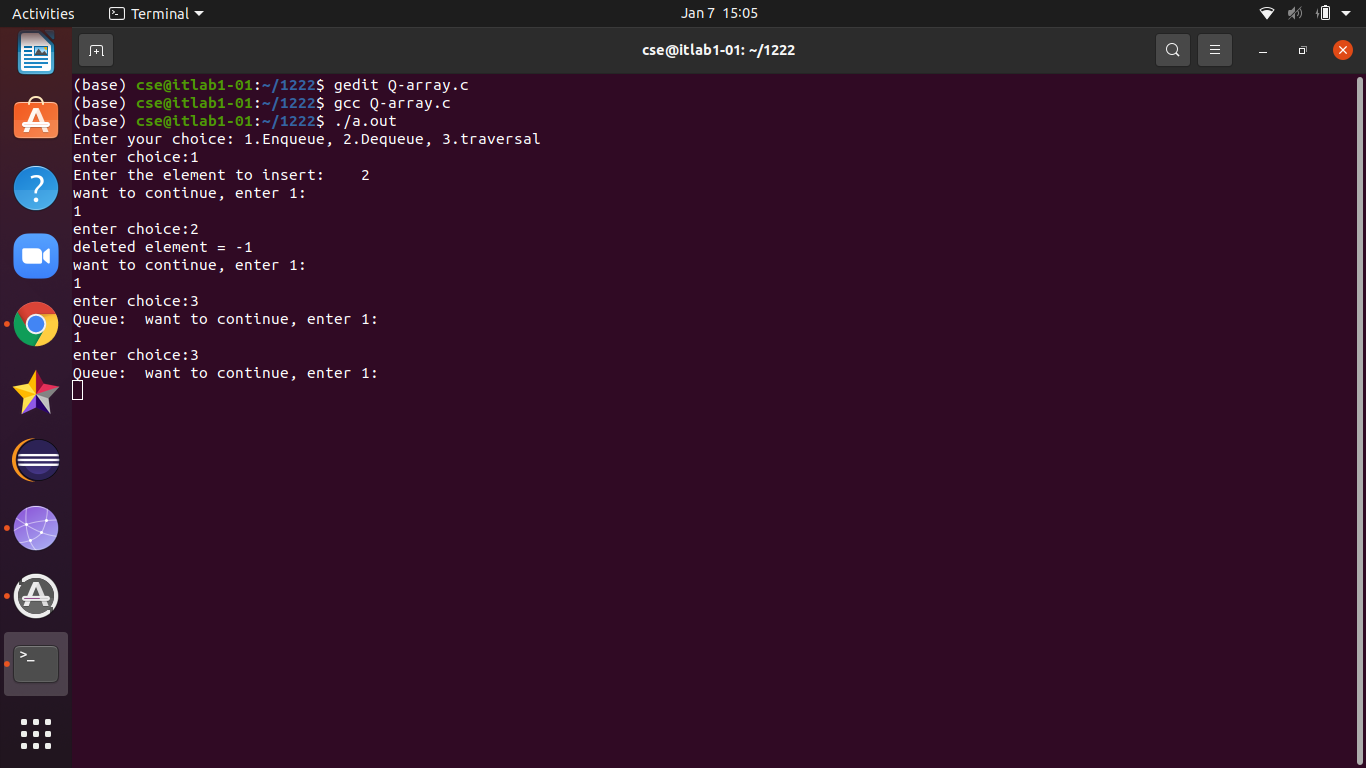 Activities Terminal Jan 7 15:05
cse@itlab1-01: ~/1222
(base) cse@itlab1-01:~/1222$ gedit Q-array.c
(base) cse@itlab1-01:~/1222$ gcc Q-array.c
(base) cse@itlab1-01:~/1222$ ./a.out
Enter your choice: 1.Enqueue, 2.Dequeue, 3.traversal
enter choice:1
Enter the element to insert:    2
want to continue, enter 1:
1
enter choice:2
deleted element = -1
want to continue, enter 1:
1
enter choice:3
Queue:  want to continue, enter 1:
1
enter choice:3
Queue:  want to continue, enter 1: